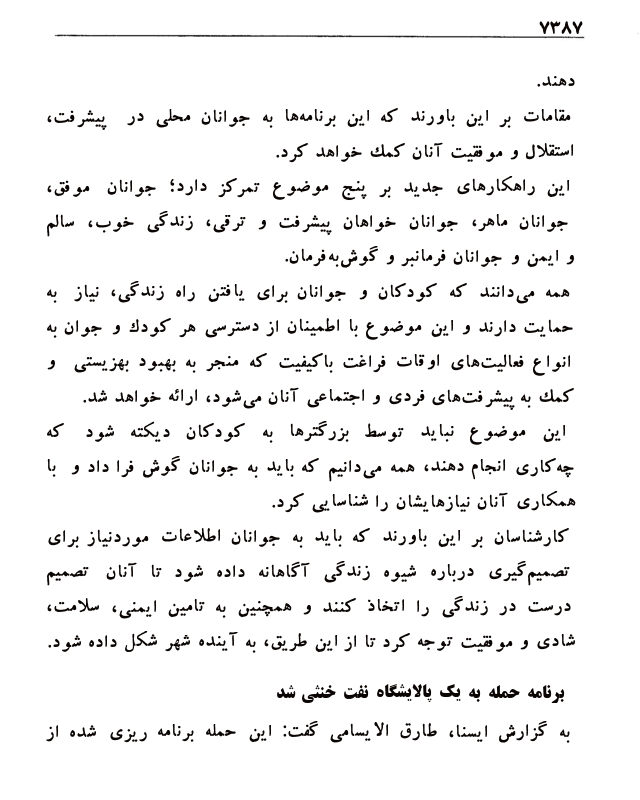 ۷۳۸۷
دهند.
مقامات بر این باورند که این برنامه‌ها به جوانان محلی در پیشرفت،
استقلال و موفقیت آنان کمک خواهد کرد.
این راهکارهای جدید بر پنج موضوع تمرکز دارد؛ جوانان موفق،
جوانان ماهر، جوانان خواهان پیشرفت و ترقی، زندگی خوب، سالم
و ایمن و جوانان فرمانبر و گوش‌به‌فرمان.
همه می‌دانند که کودکان و جوانان برای یافتن راه زندگی، نیاز به
حمایت دارند و این موضوع با اطمینان از دسترسی هر کودک و جوان به
انواع فعالیت‌های اوقات فراغت باکیفیت که منجر به بهبود بهزیستی و
کمک به پیشرفت‌های فردی و اجتماعی آنان می‌شود، ارائه خواهد شد.
این موضوع نباید توسط بزرگترها به کودکان دیکته شود که
چه‌کاری انجام دهند، همه می‌دانیم که باید به جوانان گوش فرا داد و با
همکاری آنان نیازهایشان را شناسایی کرد.
کارشناسان بر این باورند که باید به جوانان اطلاعات موردنیاز برای
تصمیم‌گیری درباره شیوه زندگی آگاهانه داده شود تا آنان تصمیم
درست در زندگی را اتخاذ کنند و همچنین به تامین ایمنی، سلامت،
شادی و موفقیت توجه کرد تا از این طریق، به آینده شهر شکل داده شود.
برنامه حمله به یک پالایشگاه نفت خنثی شد
به گزارش ایسنا، طارق الایسامی گفت: این حمله برنامه ریزی شده از